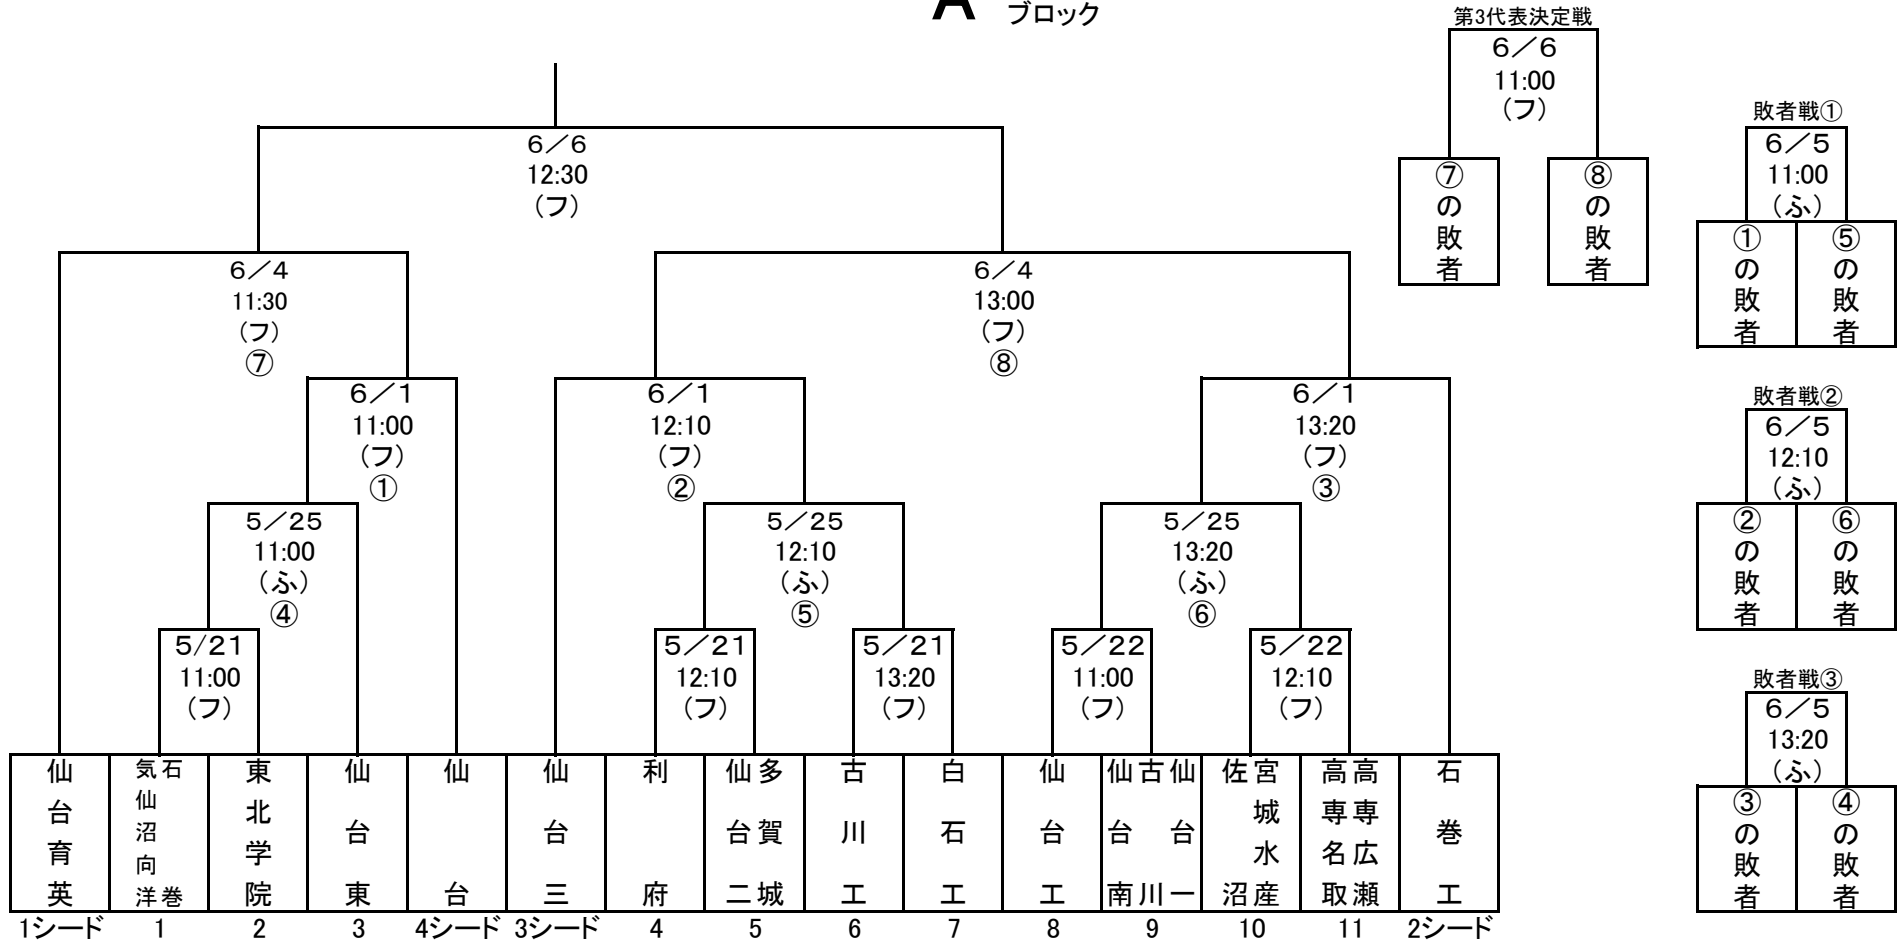 A ブロック
第3代表決定戦
6／6
11:00
（フ）
⑦の敗者
⑧の敗者
6／6
12:30
（フ）
6／4
11:30
（フ）
⑦
6／4
13:00
（フ）
⑧
6／1
11:00
（フ）
①
6／1
12:10
（フ）
②
6／1
13:20
（フ）
③
5／25
11:00
（ふ）
④
5／25
12:10
（ふ）
⑤
5／25
13:20
（ふ）
⑥
5/21
11:00
（フ）
5／21
12:10
（フ）
5／21
13:20
（フ）
5／22
11:00
（フ）
5／22
12:10
（フ）
仙台育英
石巻
気仙沼向洋
東北学院
仙台東
仙台
仙台三
利府
多賀城
仙台二
古川工
白石工
仙台工
仙台一
古川
仙台南
宮城水産
佐沼
高専広瀬
高専名取
石巻工
1シード 1 2 3 4シード 3シード 4 5 6 7 8 9 10 11 2シード
敗者戦①
6／5
11:00
（ふ）
①の敗者
⑤の敗者
敗者戦②
6／5
12:10
（ふ）
②の敗者
⑥の敗者
敗者戦③
6／5
13:20
（ふ）
③の敗者
④の敗者